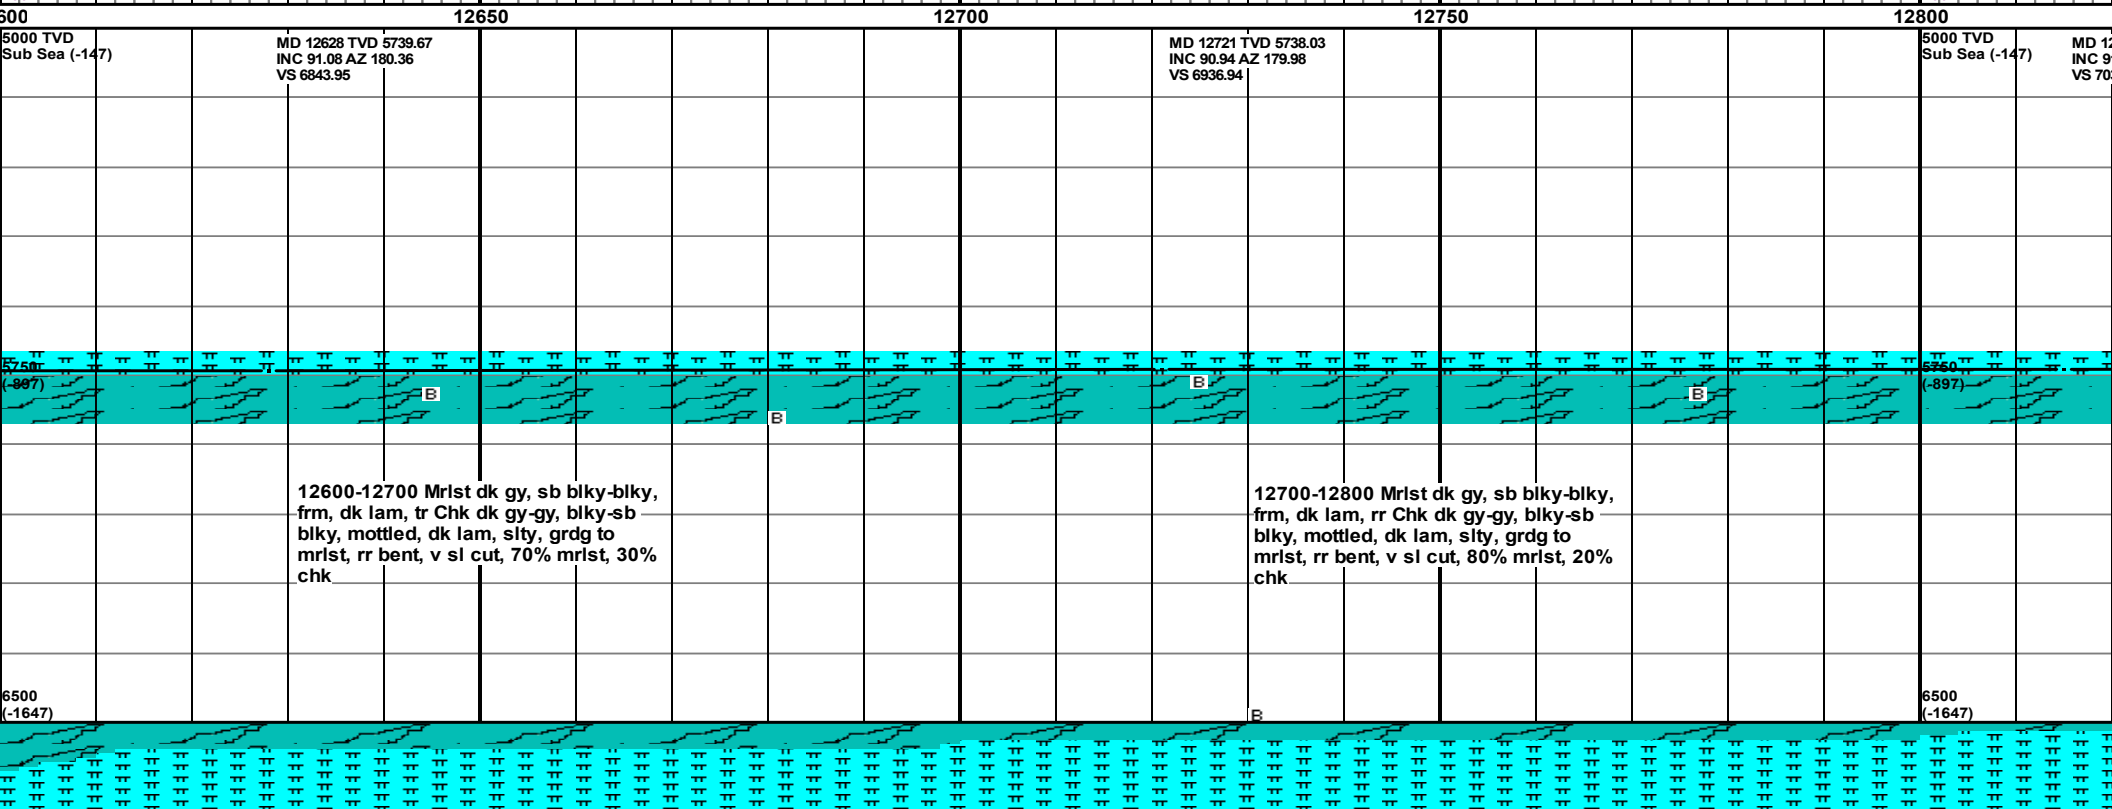 600 12650 12700 12750 12800
5000 TVD
Sub Sea (-147)
MD 12628 TVD 5739.67
INC 91.08 AZ 180.36
VS 6843.95
MD 12721 TVD 5738.03
INC 90.94 AZ 179.98
VS 6936.94
5000 TVD
Sub Sea (-147)
MD 12
INC 9
VS 70
5750
(-897)
B
B
B
B
5750
(-897)
12600-12700 Mrlst dk gy, sb blky-blky,
frm, dk lam, tr Chk dk gy-gy, blky-sb
blky, mottled, dk lam, slty, grdg to
mrlst, rr bent, v sl cut, 70% mrlst, 30%
chk
12700-12800 Mrlst dk gy, sb blky-blky,
frm, dk lam, rr Chk dk gy-gy, blky-sb
blky, mottled, dk lam, slty, grdg to
mrlst, rr bent, v sl cut, 80% mrlst, 20%
chk
6500
(-1647)
B
6500
(-1647)